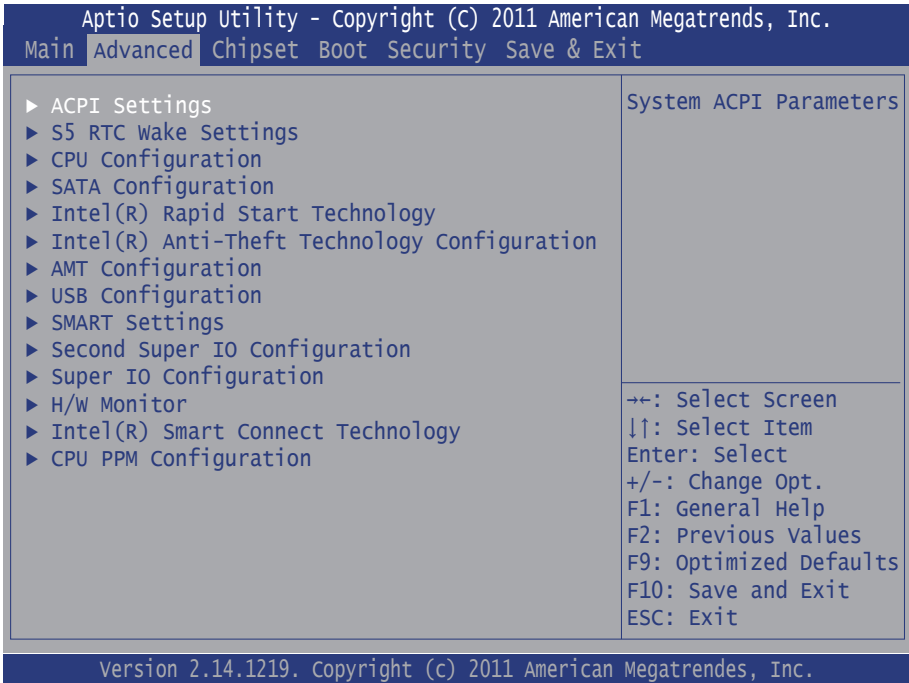 Aptio Setup Utility - Copyright (C) 2011 American Megatrends, Inc.
Main Advanced Chipset Boot Security Save & Exit
▶ ACPI Settings
▶ S5 RTC Wake Settings
▶ CPU Configuration
▶ SATA Configuration
▶ Intel(R) Rapid Start Technology
▶ Intel(R) Anti-Theft Technology Configuration
▶ AMT Configuration
▶ USB Configuration
▶ SMART Settings
▶ Second Super IO Configuration
▶ Super IO Configuration
▶ H/W Monitor
▶ Intel(R) Smart Connect Technology
▶ CPU PPM Configuration
System ACPI Parameters
→←: Select Screen
↓↑: Select Item
Enter: Select
+/-: Change Opt.
F1: General Help
F2: Previous Values
F9: Optimized Defaults
F10: Save and Exit
ESC: Exit
Version 2.14.1219. Copyright (c) 2011 American Megatrendes, Inc.